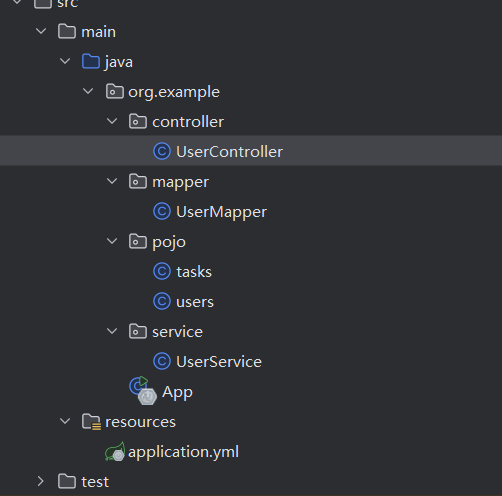 src
main
java
org.example
controller
UserController
mapper
UserMapper
pojo
tasks
users
service
UserService
App
resources
application.yml
test